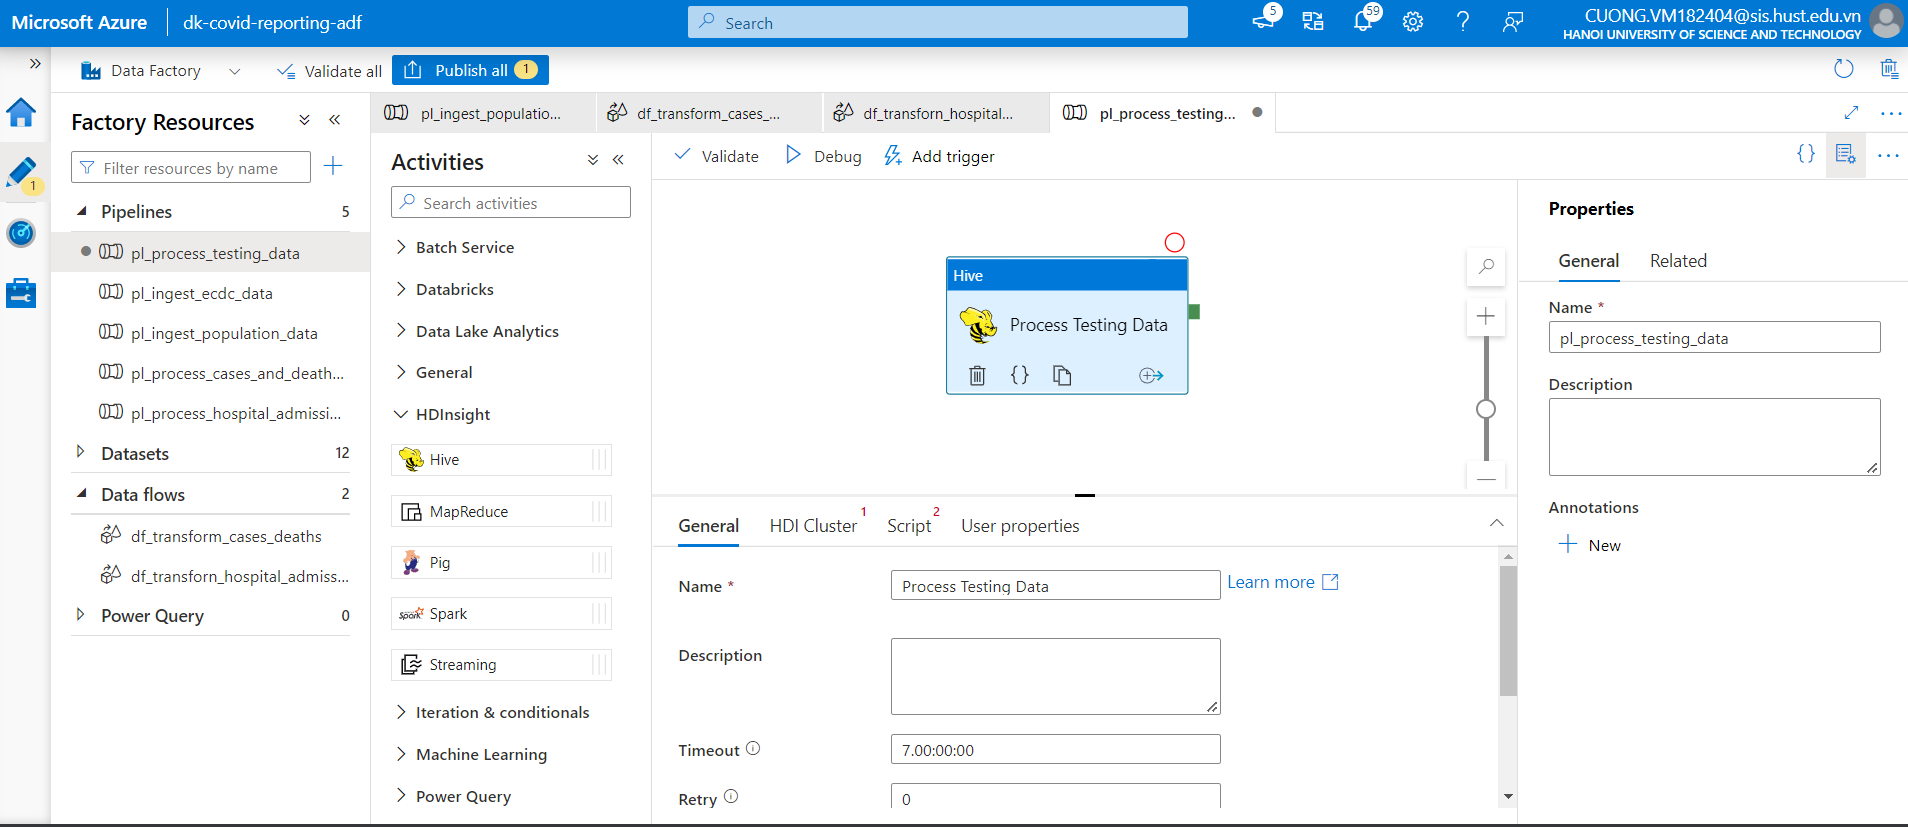 Microsoft Azure
dk-covid-reporting-adf
Search
5
59
CUONG.VM182404@sis.hust.edu.vn
HANOI UNIVERSITY OF SCIENCE AND TECHNOLOGY
Data Factory
Validate all
Publish all
1
1
Factory Resources
Filter resources by name
Pipelines
5
pl_process_testing_data
pl_ingest_ecdc_data
pl_ingest_population_data
pl_process_cases_and_death...
pl_process_hospital_admissi...
Datasets
12
Data flows
2
df_transform_cases_deaths
df_transforn_hospital_admiss...
Power Query
0
pl_ingest_populatio...
df_transform_cases_...
df_transforn_hospital...
pl_process_testing...
Activities
Search activities
Batch Service
Databricks
Data Lake Analytics
General
HDInsight
Hive
MapReduce
Pig
Spark
Spark
Streaming
Iteration & conditionals
Machine Learning
Power Query
Validate
Debug
Add trigger
{}
Hive
Process Testing Data
{}
General
HDI Cluster
1
Script
2
User properties
Name *
Process Testing Data
Learn more
Description
Timeout
7.00:00:00
Retry
0
Properties
General
Related
Name *
pl_process_testing_data
Description
Annotations
New